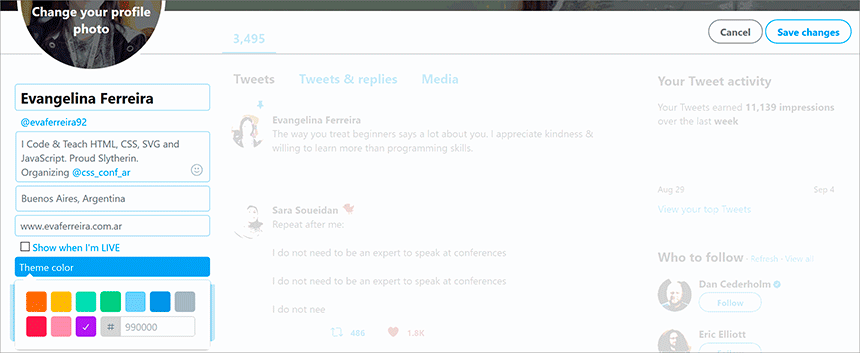 Change your profile
photo
3,495
Cancel
Save changes
Tweets
Tweets & replies
Media
Your Tweet activity
Evangelina Ferreira
@evaferreira92
Your Tweets earned 11,139 impressions
over the last week
Evangelina Ferreira
The way you treat beginners says a lot about you. I appreciate kindness &
willing to learn more than programming skills.
I Code & Teach HTML, CSS, SVG and
JavaScript. Proud Slytherin.
Organizing @css_conf_ar
Buenos Aires, Argentina
www.evaferreira.com.ar
Show when I'm LIVE
Theme color
# 990000
Aug 29
Sep 4
View your top Tweets
Sara Soueidan
Repeat after me:
I do not need to be an expert to speak at conferences
I do not need to be an expert to speak at conferences
I do not nee
486
1.8K
Who to follow · Refresh · View all
Dan Cederholm
Follow
Eric Elliott
Follow